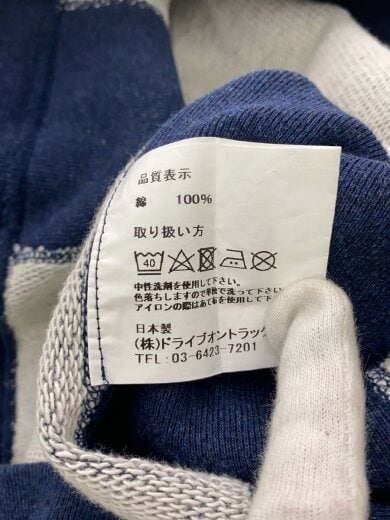 品質表示
綿 100%
取り扱い方
40
中性洗剤を使用して下さい。
色落ちしますので単独で洗って下さい
アイロンの際はあて布を使用して下
日本製
(株)ドライブオントラック
TEL: 03-6423-7201